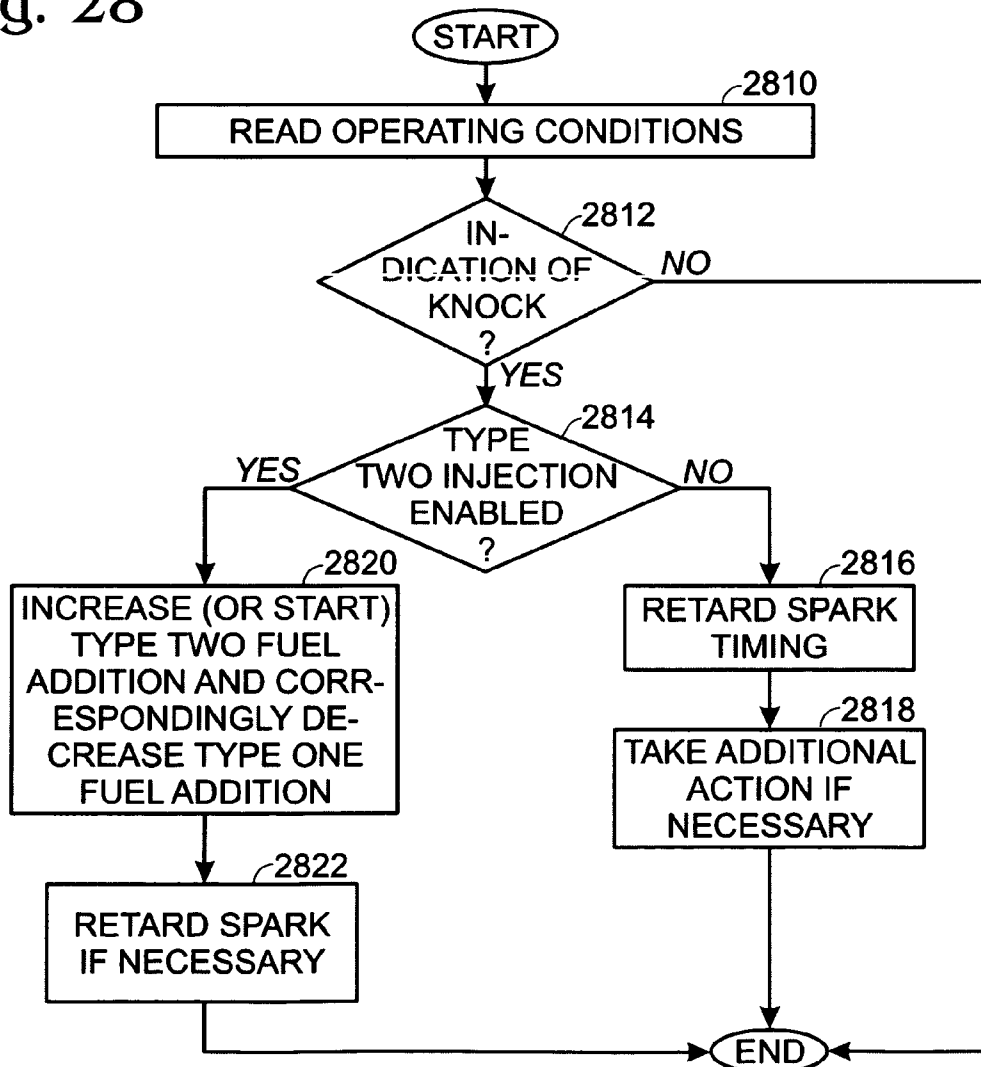 g. 28
START
2810
READ OPERATING CONDITIONS
2812
IN-
DICATION OF
KNOCK
?
NO
YES
2814
TYPE
TWO INJECTION
ENABLED
?
YES
NO
2820
INCREASE (OR START)
TYPE TWO FUEL
ADDITION AND CORR-
ESPONDINGLY DE-
CREASE TYPE ONE
FUEL ADDITION
2816
RETARD SPARK
TIMING
2818
TAKE ADDITIONAL
ACTION IF
NECESSARY
2822
RETARD SPARK
IF NECESSARY
END